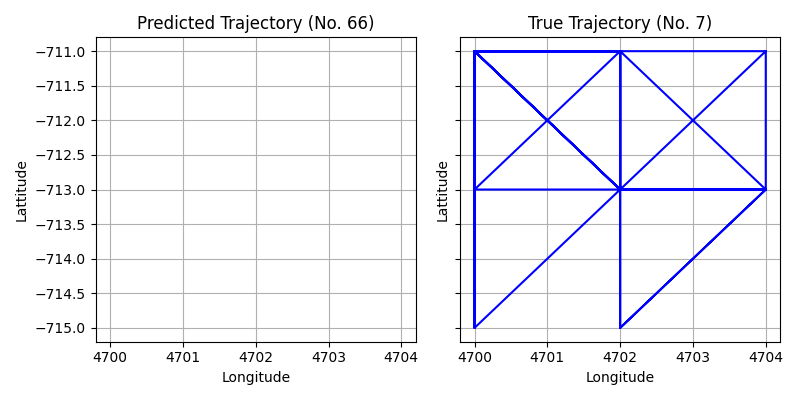 Predicted Trajectory (No. 66)
−711.0
−711.5
−712.0
−712.5
−713.0
−713.5
−714.0
−714.5
−715.0
Lattitude
4700 4701 4702 4703 4704
Longitude
True Trajectory (No. 7)
Lattitude
4700 4701 4702 4703 4704
Longitude